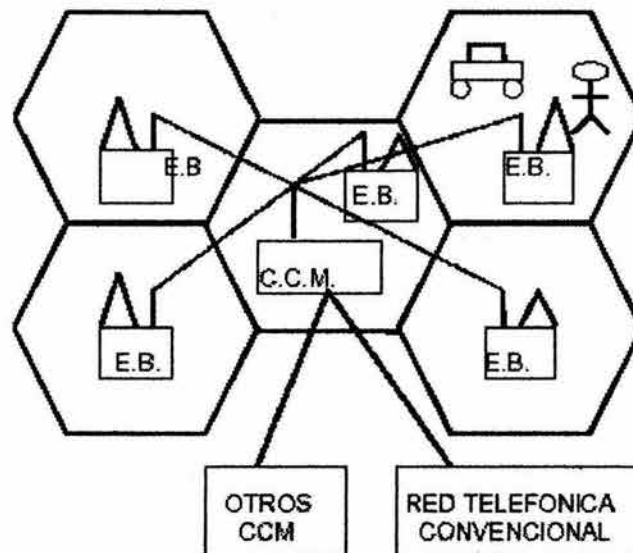 E.B
E.B.
E.B.
C.C.M.
E.B.
E.B.
OTROS
CCM
RED TELEFONICA
CONVENCIONAL